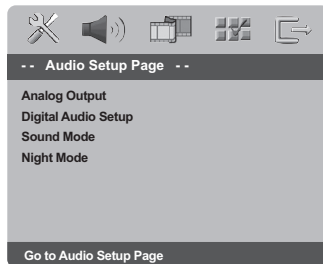 -- Audio Setup Page --
Analog Output
Digital Audio Setup
Sound Mode
Night Mode
Go to Audio Setup Page